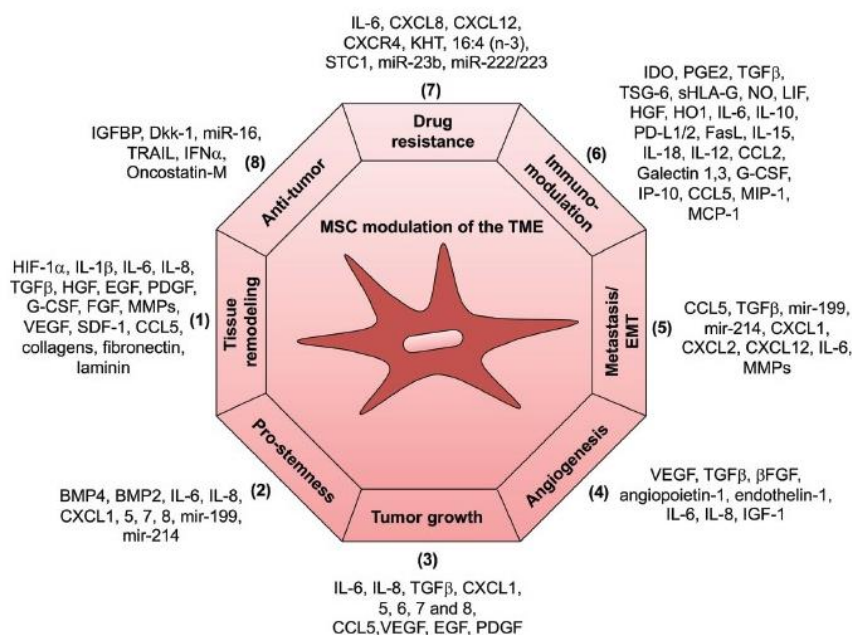 IL-6, CXCL8, CXCL12,
CXCR4, KHT, 16:4 (n-3),
STC1, miR-23b, miR-222/223
(7)
Drug
resistance
IDO, PGE2, TGFβ,
TSG-6, sHLA-G, NO, LIF,
HGF, HO1, IL-6, IL-10,
PD-L1/2, FasL, IL-15,
IL-18, IL-12, CCL2,
Galectin 1,3, G-CSF,
IP-10, CCL5, MIP-1,
MCP-1
(6)
Immuno-
modulation
IGFBP, Dkk-1, miR-16,
TRAIL, IFNα,
Oncostatin-M
(8)
Anti-tumor
MSC modulation of the TME
HIF-1α, IL-1β, IL-6, IL-8,
TGFβ, HGF, EGF, PDGF,
G-CSF, FGF, MMPs,
VEGF, SDF-1, CCL5,
collagens, fibronectin,
laminin
(1)
Tissue
remodeling
Metastasis/
EMT
(5)
CCL5, TGFβ, mir-199,
mir-214, CXCL1,
CXCL2, CXCL12, IL-6,
MMPs
Pro-stemness
(2)
BMP4, BMP2, IL-6, IL-8,
CXCL1, 5, 7, 8, mir-199,
mir-214
Angiogenesis
(4)
VEGF, TGFβ, βFGF,
angiopoietin-1, endothelin-1,
IL-6, IL-8, IGF-1
Tumor growth
(3)
IL-6, IL-8, TGFβ, CXCL1,
5, 6, 7 and 8,
CCL5,VEGF, EGF, PDGF